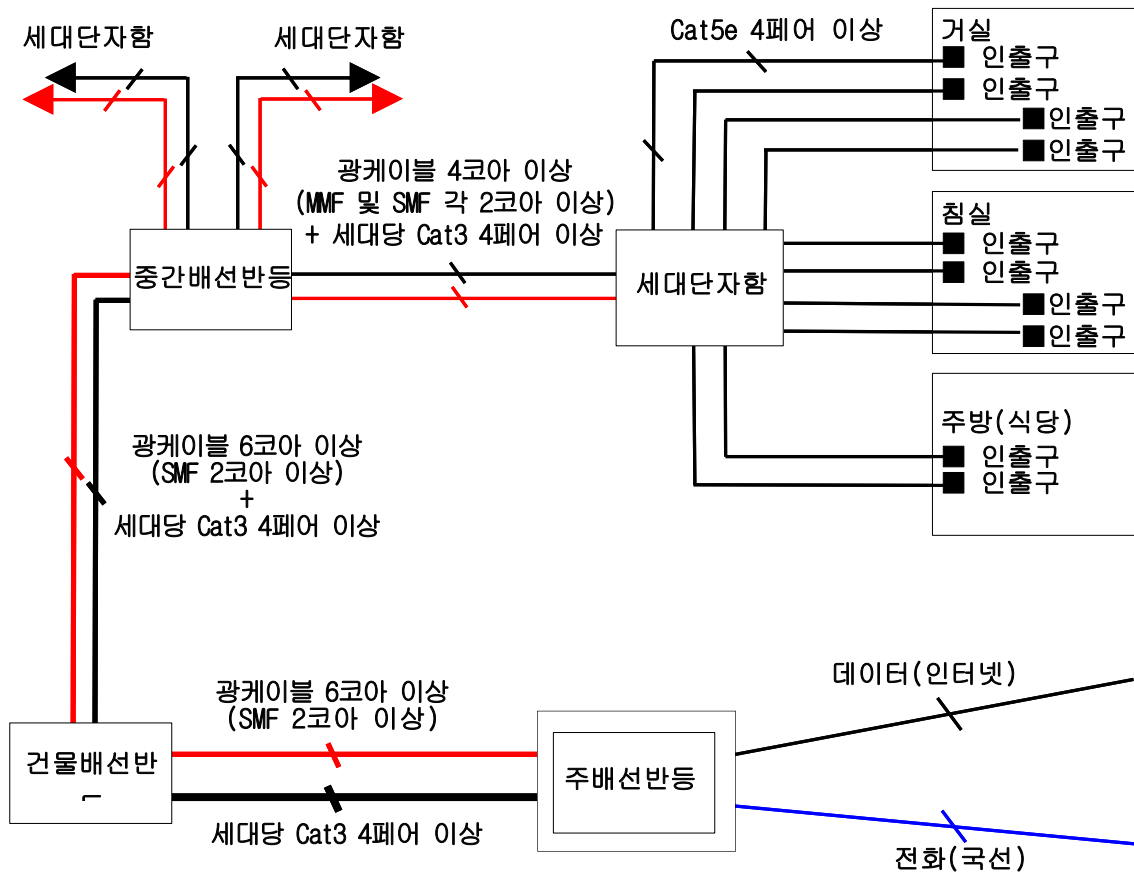 세대단자함
세대단자함
Cat5e 4페어 이상
거실
인출구
인출구
인출구
인출구
광케이블 4코아 이상
(MMF 및 SMF 각 2코아 이상)
+ 세대당 Cat3 4페어 이상
침실
인출구
인출구
인출구
인출구
중간배선반등
세대단자함
주방(식당)
인출구
인출구
광케이블 6코아 이상
(SMF 2코아 이상)
+
세대당 Cat3 4페어 이상
데이터(인터넷)
광케이블 6코아 이상
(SMF 2코아 이상)
건물배선반
주배선반등
세대당 Cat3 4페어 이상
전화(국선)